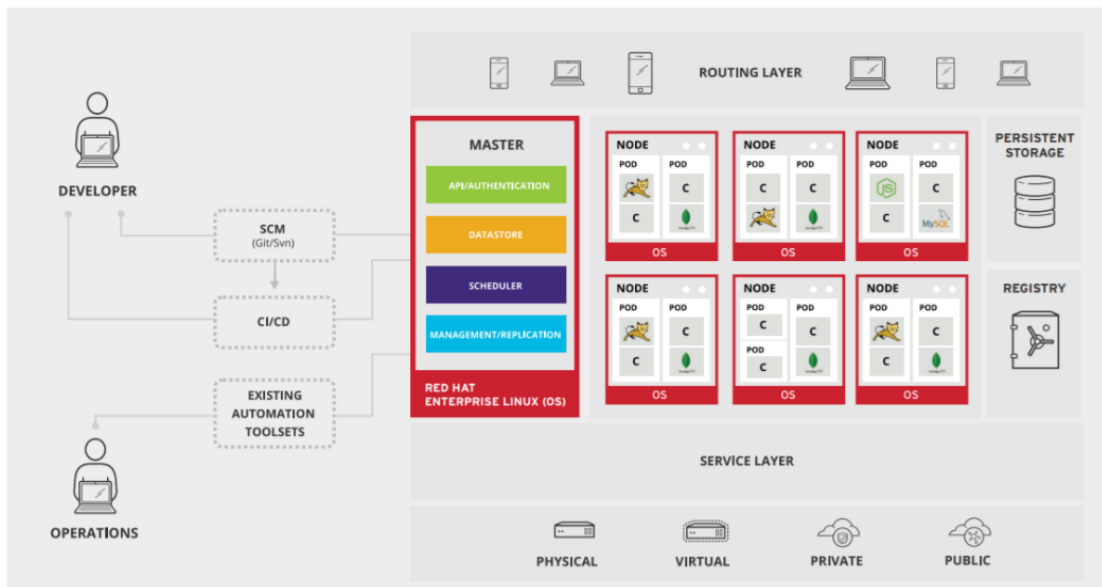 ROUTING LAYER
DEVELOPER
SCM
(Git/Svn)
CI/CD
EXISTING
AUTOMATION
TOOLSETS
OPERATIONS
MASTER
API/AUTHENTICATION
DATASTORE
SCHEDULER
MANAGEMENT/REPLICATION
RED HAT
ENTERPRISE LINUX (OS)
NODE
POD POD
C
C
OS
NODE
POD POD
C C
OS
NODE
POD POD
JS C
C MySQL
OS
NODE
POD POD
C
C
OS
NODE
POD POD
C C
POD
C
OS
NODE
POD POD
C
C
OS
PERSISTENT
STORAGE
REGISTRY
SERVICE LAYER
PHYSICAL
VIRTUAL
PRIVATE
PUBLIC